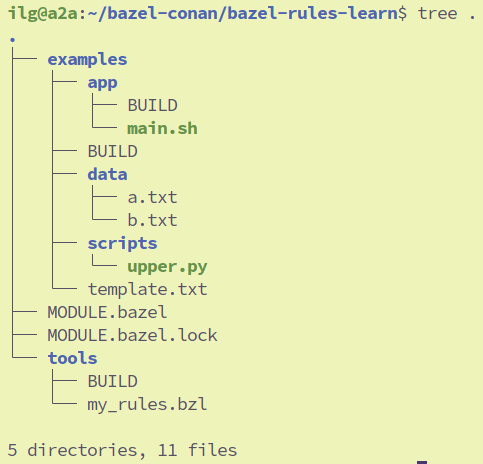 ilg@a2a:~/bazel-conan/bazel-rules-learn$ tree .
.
├── examples
│   ├── app
│   │   ├── BUILD
│   │   └── main.sh
│   ├── BUILD
│   ├── data
│   │   ├── a.txt
│   │   └── b.txt
│   ├── scripts
│   │   └── upper.py
│   └── template.txt
├── MODULE.bazel
├── MODULE.bazel.lock
└── tools
    ├── BUILD
    └── my_rules.bzl

5 directories, 11 files